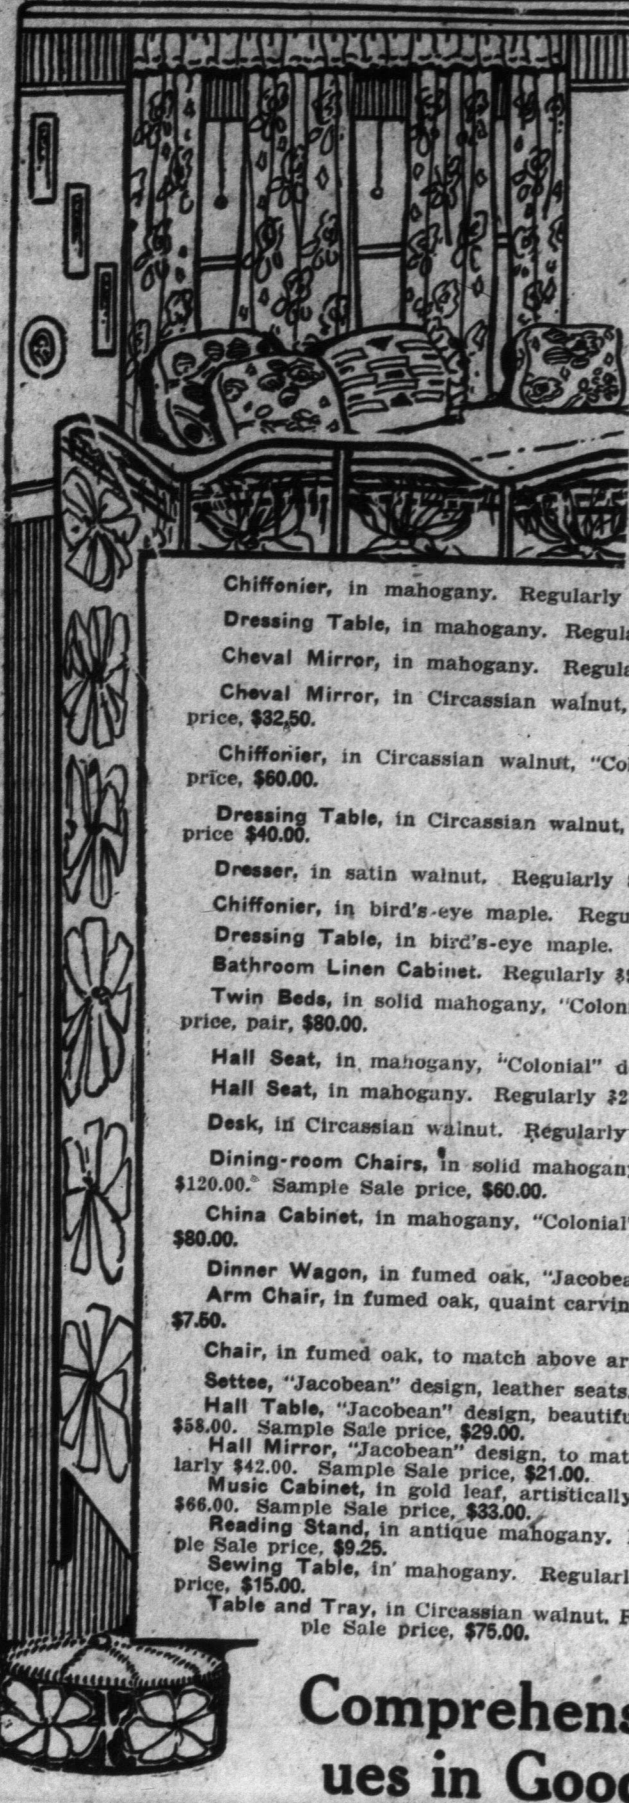 Chiffonier, in mahogany. Regularly
Dressing Table, in mahogany. Regula
Cheval Mirror, in mahogany. Regula
Cheval Mirror, in Circassian walnut,
price, $32.50.
Chiffonier, in Circassian walnut, "Co
price, $60.00.
Dressing Table, in Circassian walnut,
price $40.00.
Dresser, in satin walnut. Regularly
Chiffonier, in bird's-eye maple. Regu
Dressing Table, in bird's-eye maple.
Bathroom Linen Cabinet. Regularly $
Twin Beds, in solid mahogany, "Colon
price, pair, $80.00.
Hall Seat, in mahogany, "Colonial" d
Hall Seat, in mahogany. Regularly $2
Desk, in Circassian walnut. Regularly
Dining-room Chairs, in solid mahogan
$120.00. Sample Sale price, $60.00.
China Cabinet, in mahogany, "Colonial"
$80.00.
Dinner Wagon, in fumed oak, "Jacobea
Arm Chair, in fumed oak, quaint carvin
$7.50.
Chair, in fumed oak, to match above ar
Settee, "Jacobean" design, leather seats.
Hall Table, "Jacobean" design, beautifu
$58.00. Sample Sale price, $29.00.
Hall Mirror, "Jacobean" design, to mat
larly $42.00. Sample Sale price, $21.00.
Music Cabinet, in gold leaf, artistically
$66.00. Sample Sale price, $33.00.
Reading Stand, in antique mahogany.
ple Sale price, $9.25.
Sewing Table, in mahogany. Regularl
price, $15.00.
Table and Tray, in Circassian walnut. R
ple Sale price, $75.00.
Comprehens
ues in Good